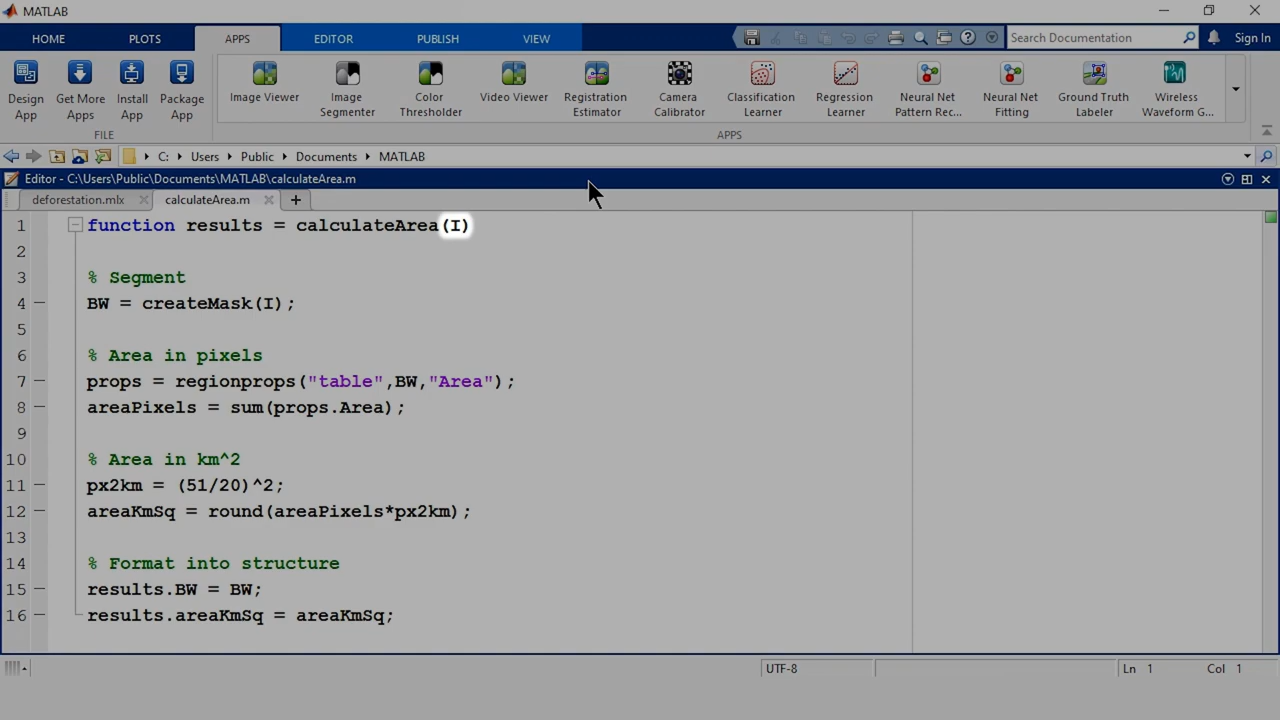 MATLAB
HOME PLOTS APPS EDITOR PUBLISH VIEW Search Documentation Sign In
Design App
Get More Apps
Install App
Package App
Image Viewer
Image Segmenter
Color Thresholder
Video Viewer
Registration Estimator
Camera Calibrator
Classification Learner
Regression Learner
Neural Net Pattern Rec...
Neural Net Fitting
Ground Truth Labeler
Wireless Waveform G...
FILE APPS
C: Users Public Documents MATLAB
Editor - C:\Users\Public\Documents\MATLAB\calculateArea.m
deforestation.mlx calculateArea.m
1 function results = calculateArea(I)
2
3 % Segment
4 BW = createMask(I);
5
6 % Area in pixels
7 props = regionprops("table",BW,"Area");
8 areaPixels = sum(props.Area);
9
10 % Area in km^2
11 px2km = (51/20)^2;
12 areaKmSq = round(areaPixels*px2km);
13
14 % Format into structure
15 results.BW = BW;
16 results.areaKmSq = areaKmSq;
UTF-8 Ln 1 Col 1